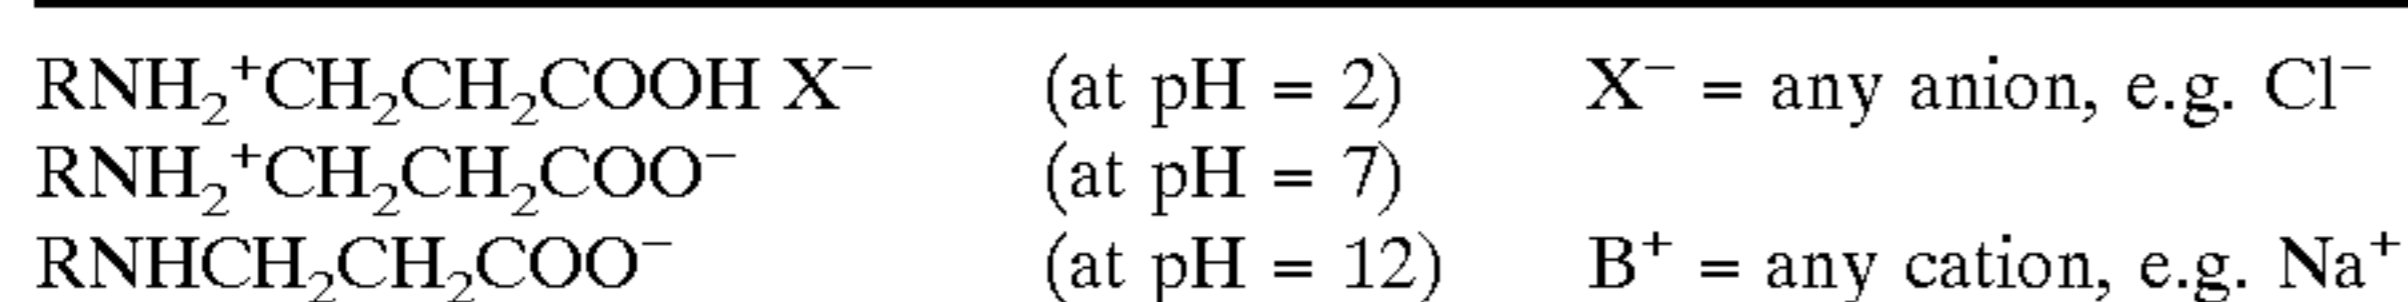 RNH₂⁺CH₂CH₂COOH X⁻ (at pH = 2) X⁻ = any anion, e.g. Cl⁻
RNH₂⁺CH₂CH₂COO⁻ (at pH = 7)
RNHCH₂CH₂COO⁻ (at pH = 12) B⁺ = any cation, e.g. Na⁺